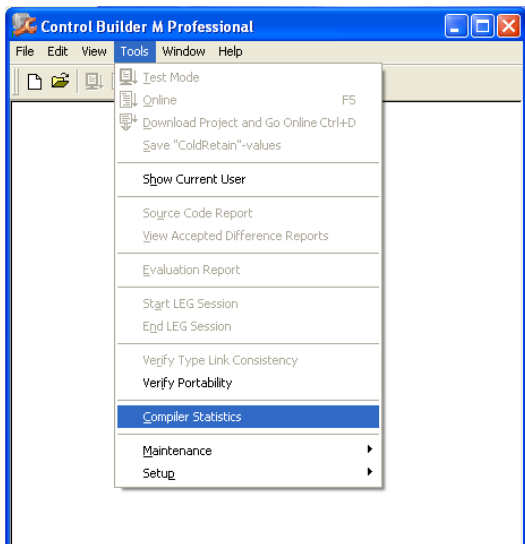 Control Builder M Professional
File Edit View Tools Window Help
Test Mode
Online F5
Download Project and Go Online Ctrl+D
Save "ColdRetain"-values
Show Current User
Source Code Report
View Accepted Difference Reports
Evaluation Report
Start LEG Session
End LEG Session
Verify Type Link Consistency
Verify Portability
Compiler Statistics
Maintenance
Setup